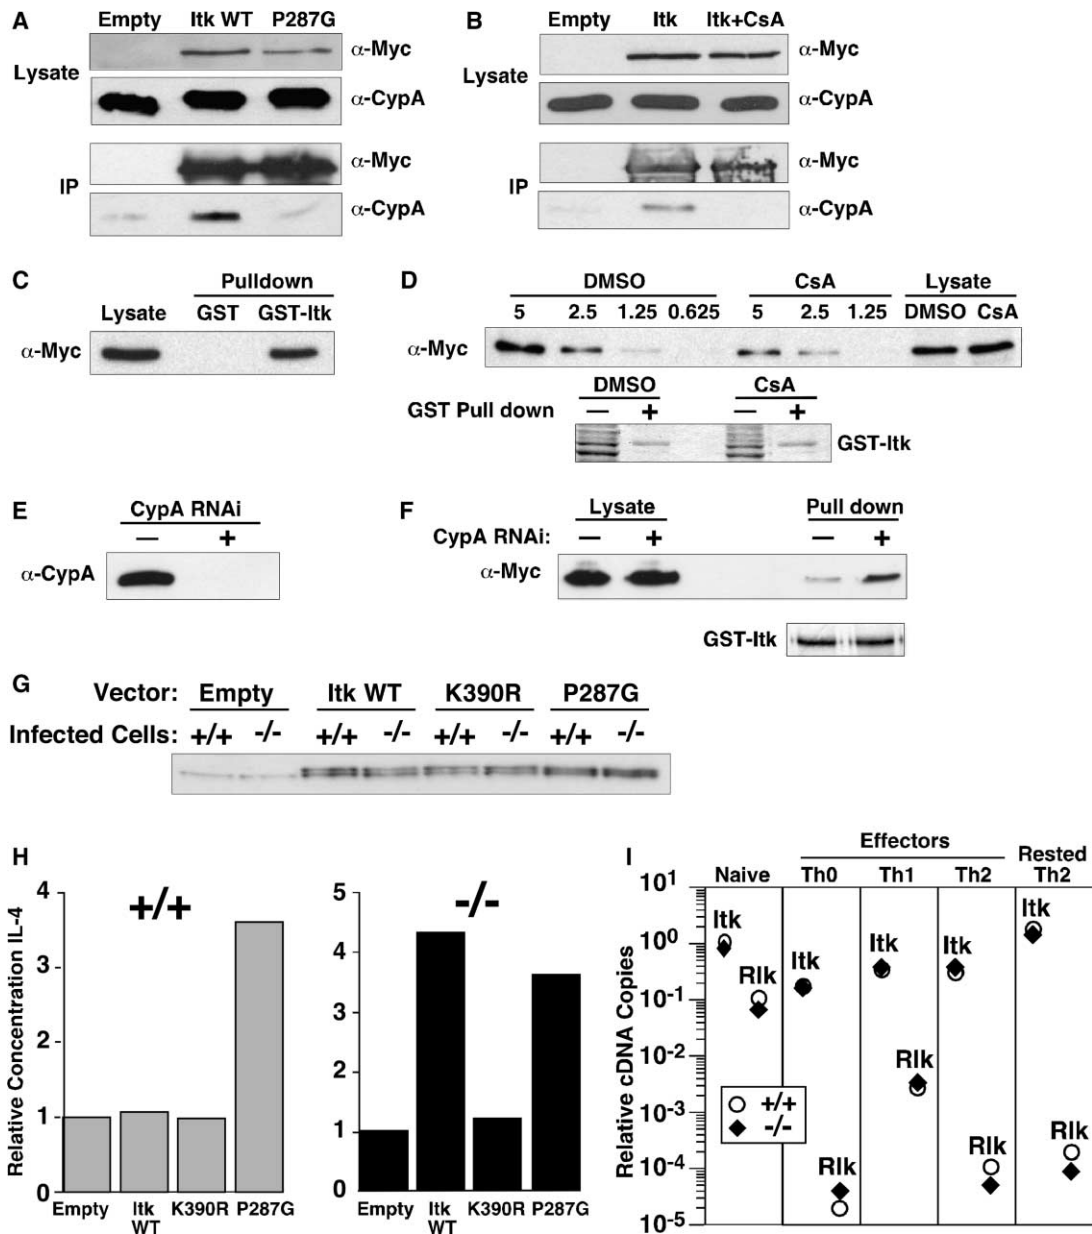 A
Empty Itk WT P287G
Lysate
α-Myc
α-CypA
IP
α-Myc
α-CypA
B
Empty Itk Itk+CsA
Lysate
α-Myc
α-CypA
IP
α-Myc
α-CypA
C
Pulldown
Lysate GST GST-Itk
α-Myc
D
DMSO CsA Lysate
5 2.5 1.25 0.625 5 2.5 1.25 DMSO CsA
α-Myc
DMSO CsA
GST Pull down — + — +
GST-Itk
E
CypA RNAi
— +
α-CypA
F
Lysate Pull down
CypA RNAi: — + — +
α-Myc
GST-Itk
G
Vector: Empty Itk WT K390R P287G
Infected Cells: +/+ -/- +/+ -/- +/+ -/- +/+ -/-
H
Relative Concentration IL-4
4
3
2
1
0
+/+
Empty Itk WT K390R P287G
5
4
3
2
1
0
-/-
Empty Itk WT K390R P287G
I
Effectors
Naive Th0 Th1 Th2 Rested Th2
Relative cDNA Copies
10^1
10^0
10^-1
10^-2
10^-3
10^-4
10^-5
Itk Itk Itk Itk Itk
Rlk Rlk Rlk Rlk Rlk
+/+
-/-